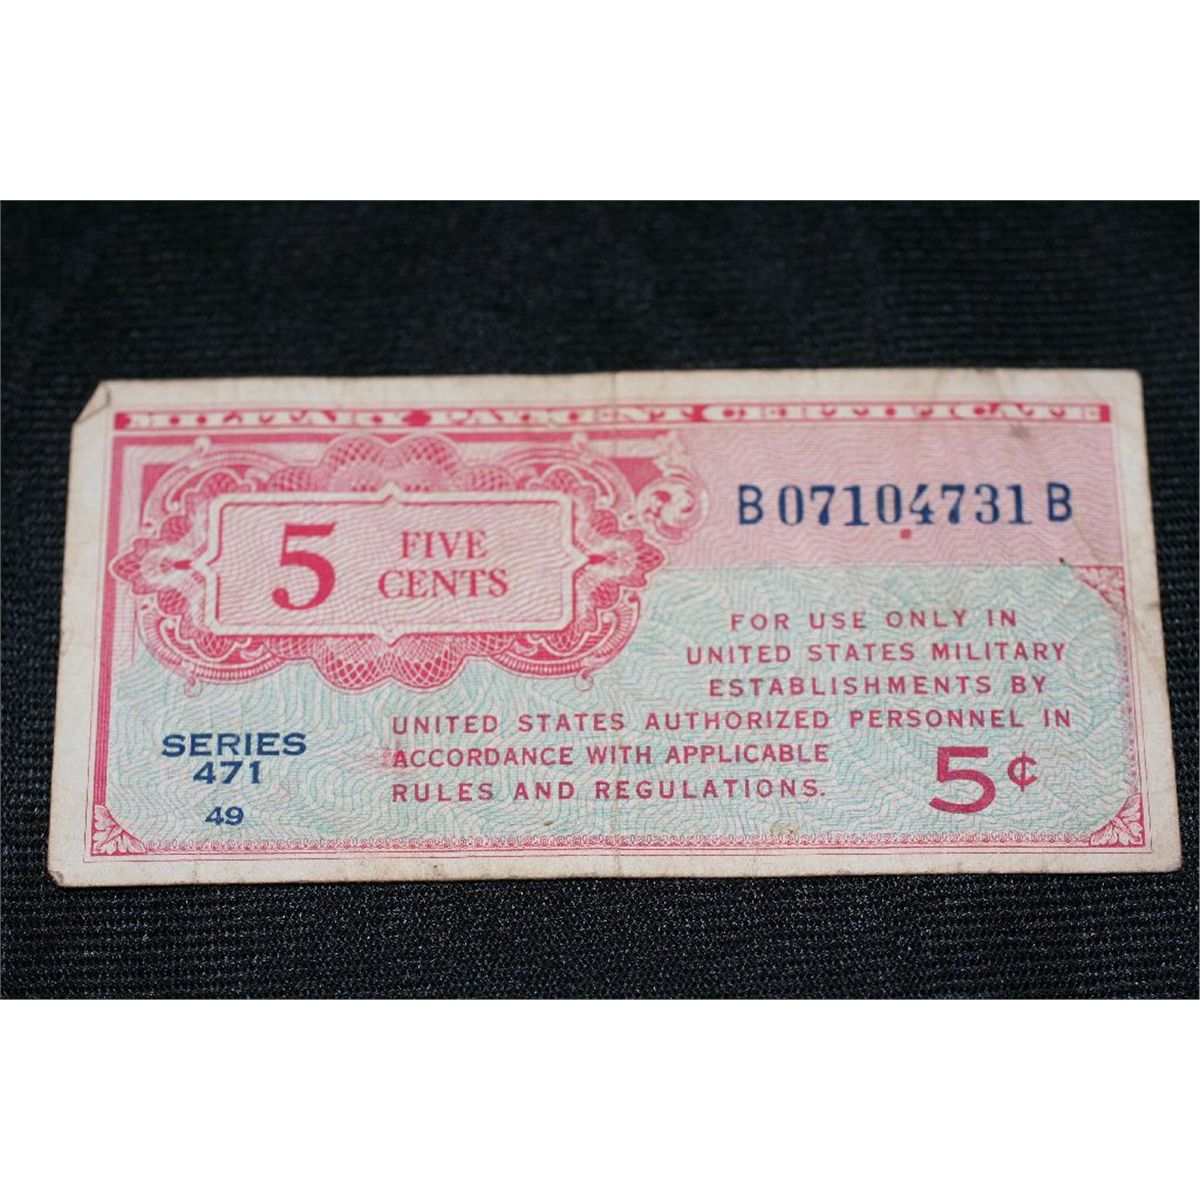 MILITARY PAYMENT CERTIFICATE
B07104731B
5 FIVE
CENTS
FOR USE ONLY IN
UNITED STATES MILITARY
ESTABLISHMENTS BY
UNITED STATES AUTHORIZED PERSONNEL IN
ACCORDANCE WITH APPLICABLE
RULES AND REGULATIONS.
5¢
SERIES
471
49